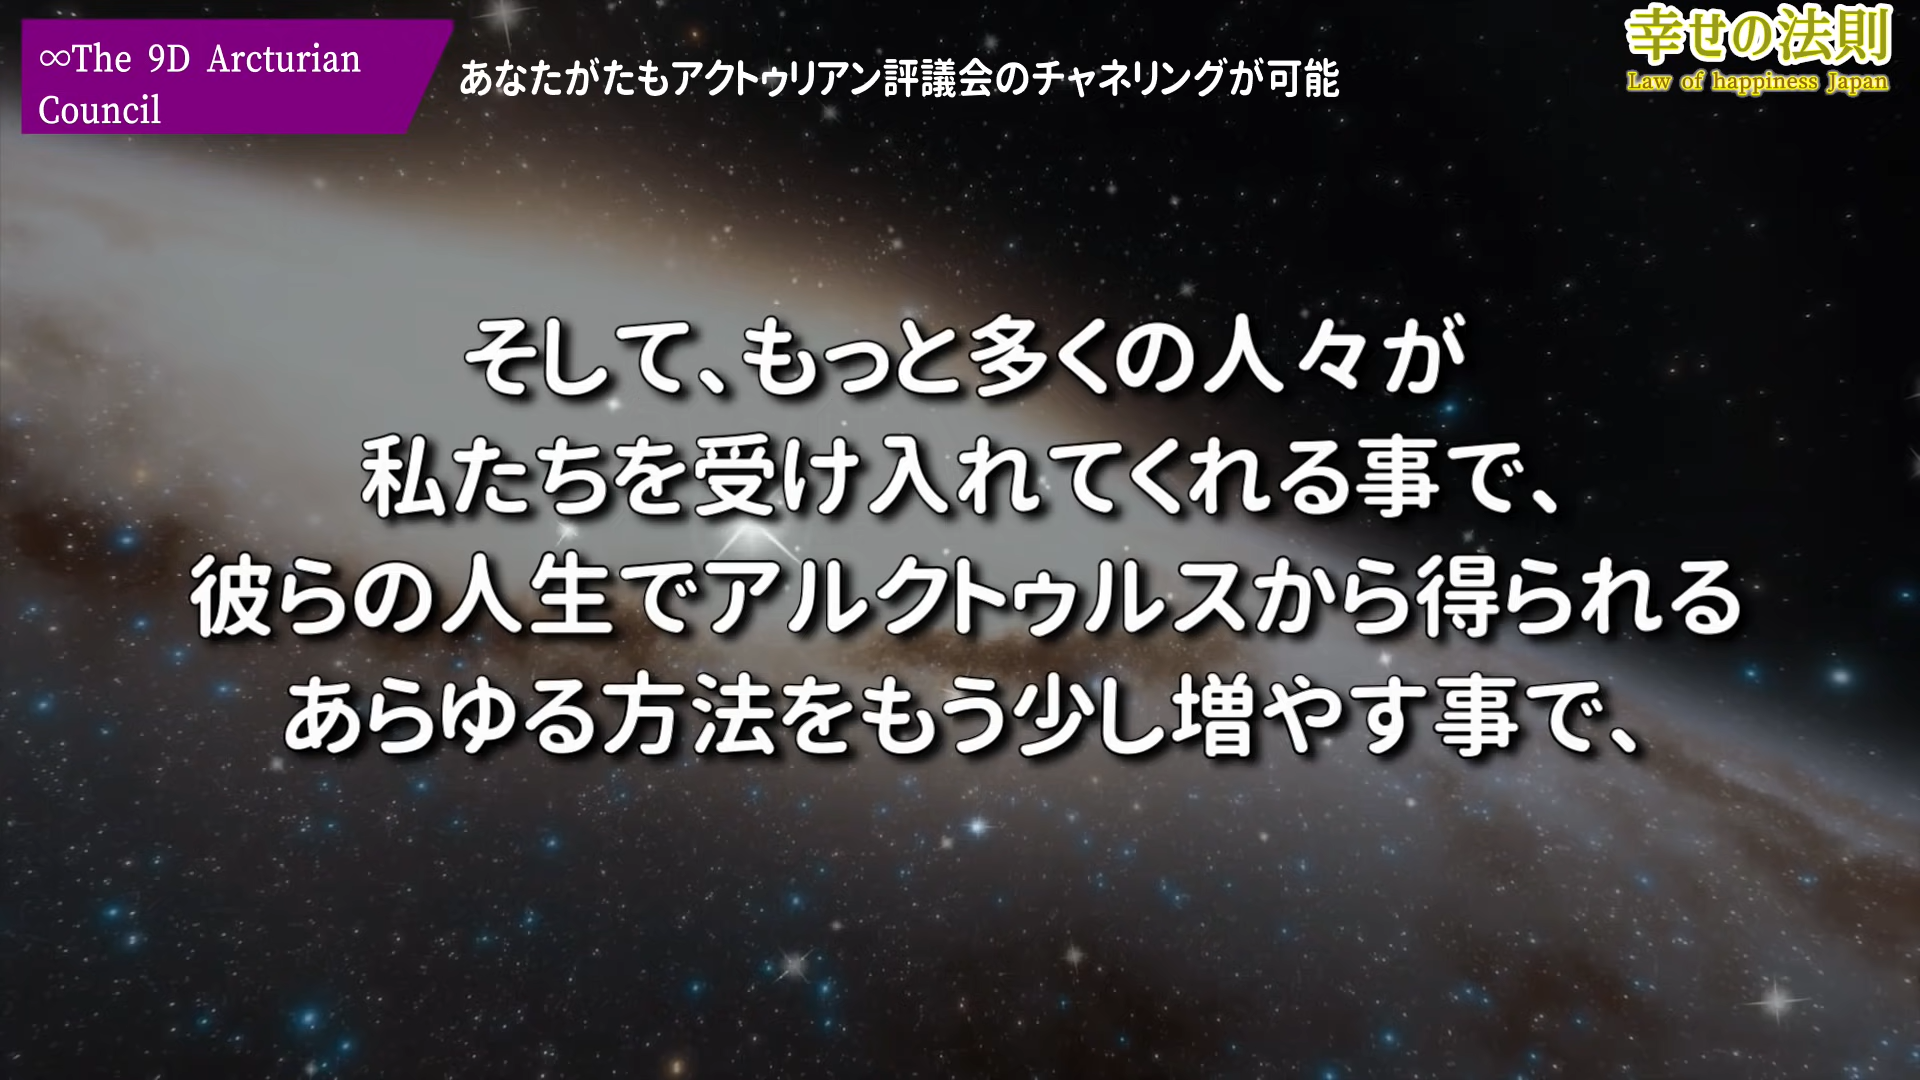 ∞The 9D Arcturian
Council
あなたがたもアクトゥリアン評議会のチャネリングが可能
幸せの法則
Law of happiness Japan
そして、もっと多くの人々が
私たちを受け入れてくれる事で、
彼らの人生でアルクトゥルスから得られる
あらゆる方法をもう少し増やす事で、